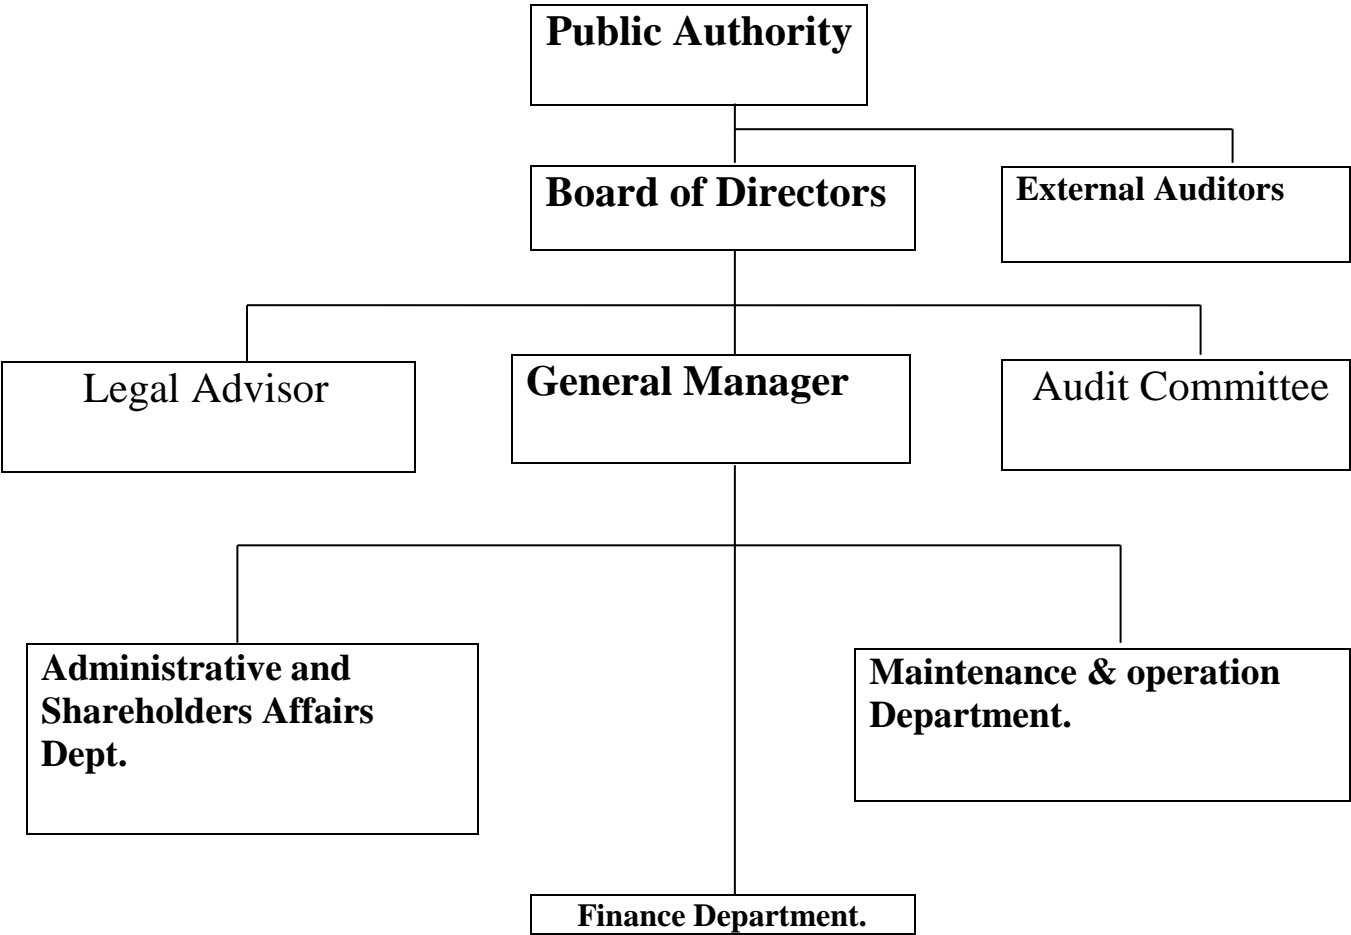 Public Authority
Board of Directors
External Auditors
Legal Advisor
General Manager
Audit Committee
Administrative and
Shareholders Affairs
Dept.
Maintenance & operation
Department.
Finance Department.